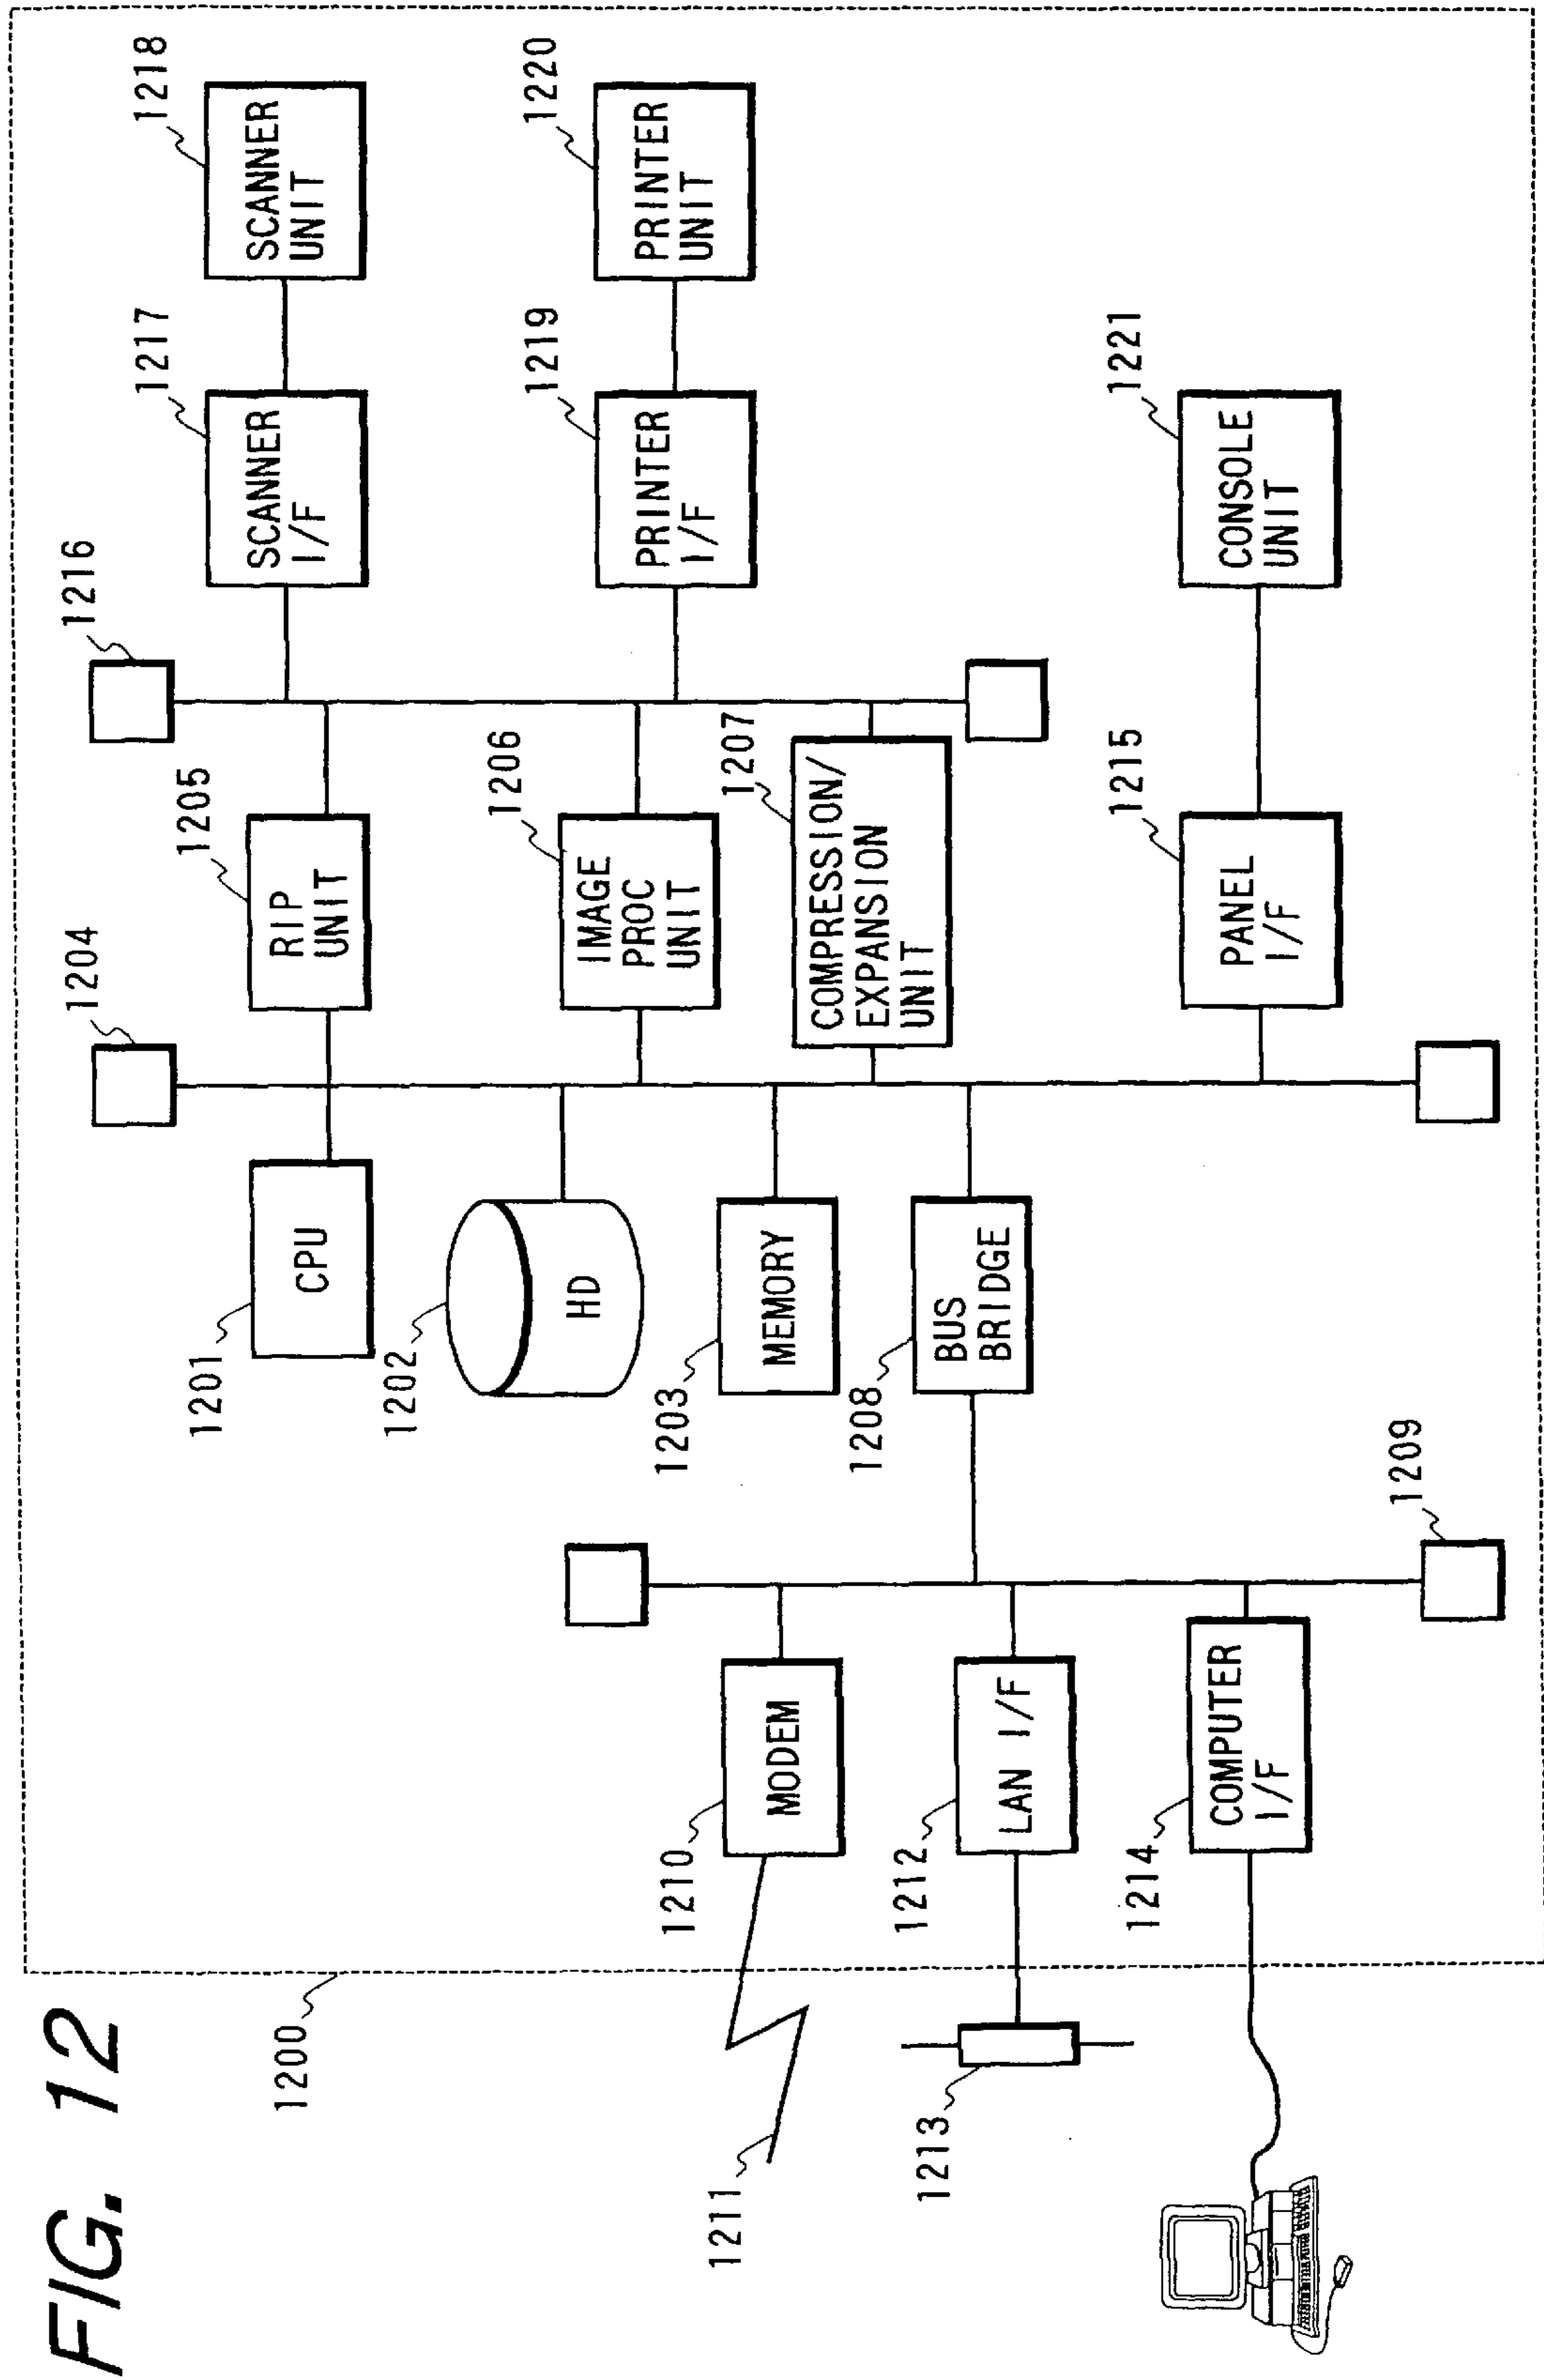 FIG. 12
1200
1201
CPU
1202
HD
1203
MEMORY
1208
BUS
BRIDGE
1204
1205
RIP
UNIT
1206
IMAGE
PROC
UNIT
1207
COMPRESSION/
EXPANSION
UNIT
1215
PANEL
I/F
1216
1217
SCANNER
I/F
1218
SCANNER
UNIT
1219
PRINTER
I/F
1220
PRINTER
UNIT
1221
CONSOLE
UNIT
1209
1210
MODEM
1211
1212
LAN I/F
1213
1214
COMPUTER
I/F